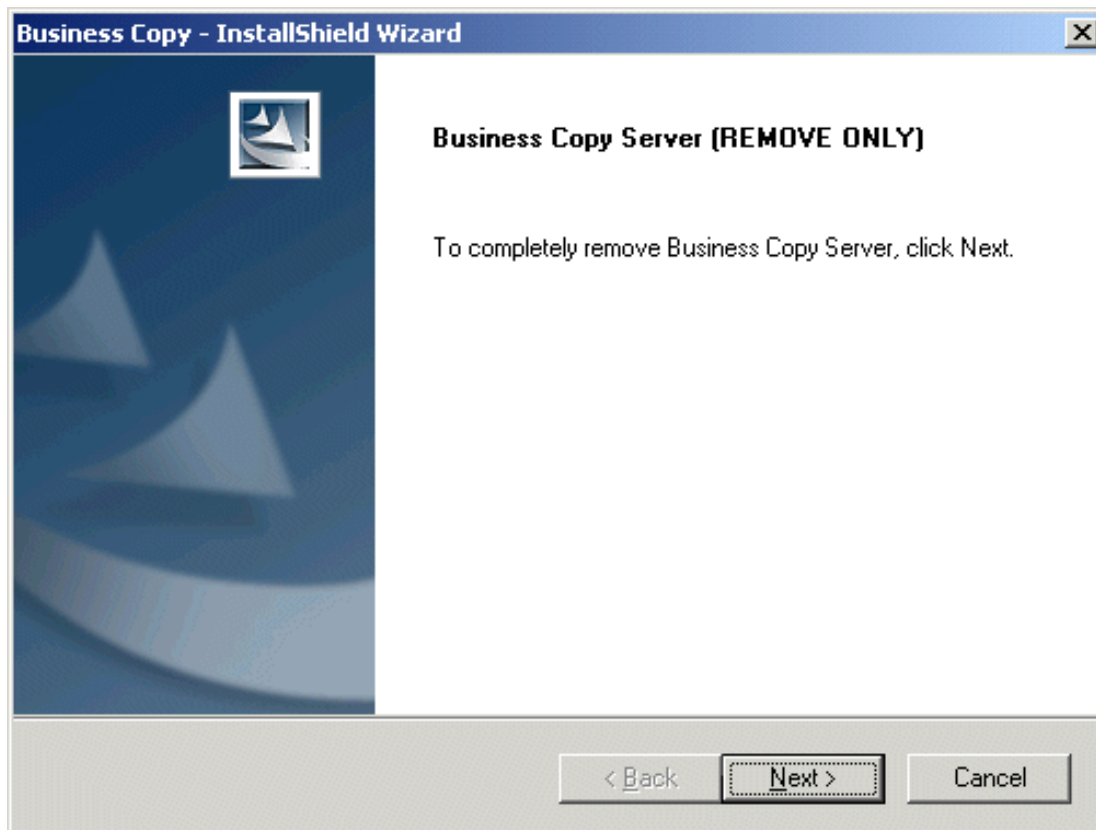 Business Copy - InstallShield Wizard
Business Copy Server (REMOVE ONLY)
To completely remove Business Copy Server, click Next.
< Back Next > Cancel